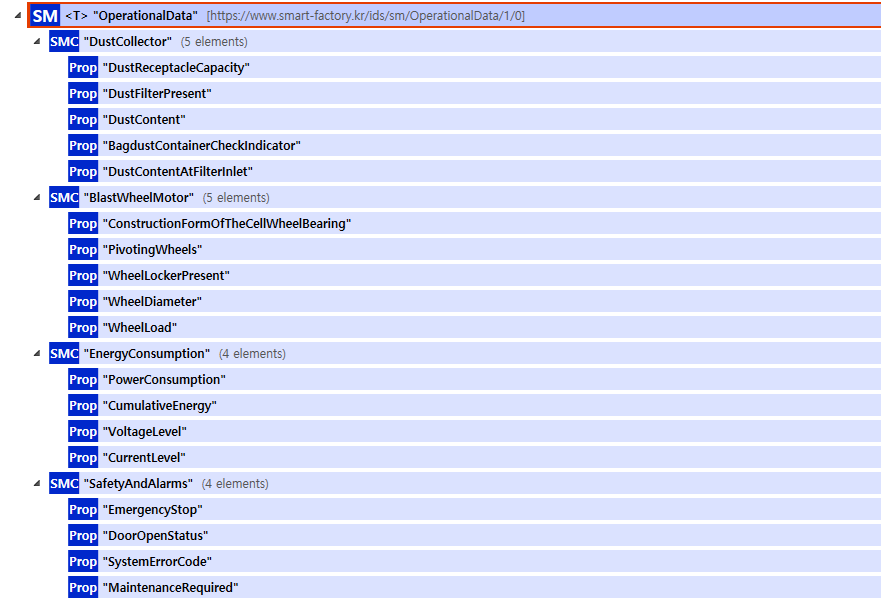 SM <T> "OperationalData" [https://www.smart-factory.kr/ids/sm/OperationalData/1/0]
SMC "DustCollector" (5 elements)
Prop "DustReceptacleCapacity"
Prop "DustFilterPresent"
Prop "DustContent"
Prop "BagdustContainerCheckIndicator"
Prop "DustContentAtFilterInlet"
SMC "BlastWheelMotor" (5 elements)
Prop "ConstructionFormOfTheCellWheelBearing"
Prop "PivotingWheels"
Prop "WheelLockerPresent"
Prop "WheelDiameter"
Prop "WheelLoad"
SMC "EnergyConsumption" (4 elements)
Prop "PowerConsumption"
Prop "CumulativeEnergy"
Prop "VoltageLevel"
Prop "CurrentLevel"
SMC "SafetyAndAlarms" (4 elements)
Prop "EmergencyStop"
Prop "DoorOpenStatus"
Prop "SystemErrorCode"
Prop "MaintenanceRequired"